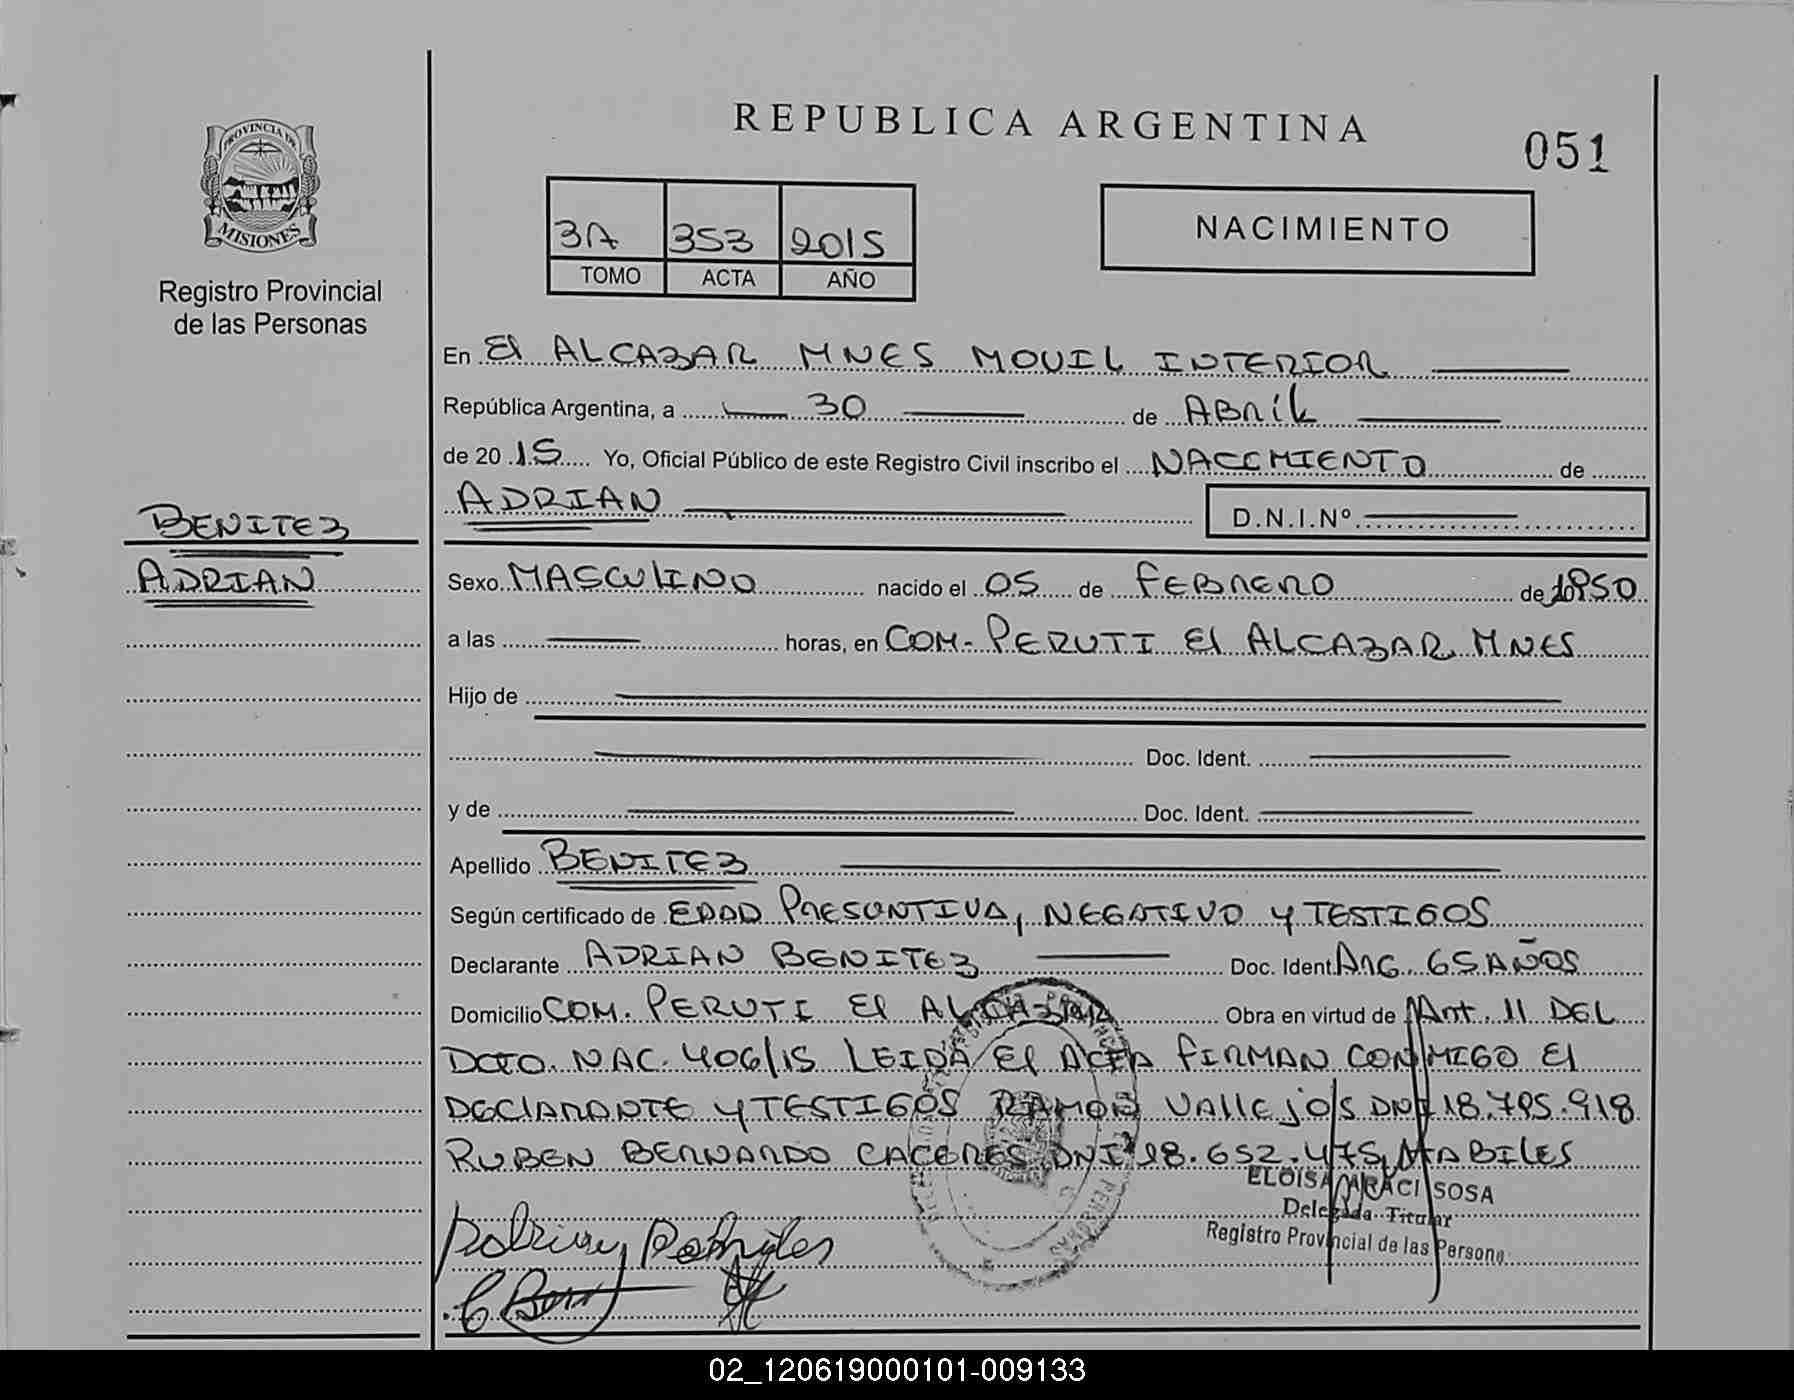 REPUBLICA ARGENTINA
051
PROVINCIA DE
MISIONES
Registro Provincial
de las Personas
3A 353 2015
TOMO ACTA AÑO
NACIMIENTO
En El ALCAZAR MNES MOVIL INTERIOR
República Argentina, a 30 de ABRIL
de 2015 Yo, Oficial Público de este Registro Civil inscribo el NACIMIENTO de
ADRIAN D.N.I.Nº
BENITEZ
ADRIAN
Sexo MASCULINO nacido el 05 de FEBRERO de 1950
a las horas, en COM. PERUTI El ALCAZAR MNES
Hijo de
Doc. Ident.
y de Doc. Ident.
Apellido BENITEZ
Según certificado de EDAD PRESUNTIVA, NEGATIVO y TESTIGOS
Declarante ADRIAN BENITEZ Doc. Ident. ARG. 65 AÑOS
Domicilio COM. PERUTI El ALCAZAR Obra en virtud de Art. 11 DEL
DCTO. NAC. 406/15 LEIDA El ACTA FIRMAN CONMIGO El
DECLARANTE y TESTIGOS RAMON VALLEJOS DNI 18.795.918
RUBEN BERNARDO CACERES DNI 18.652.475, HABILES
ELOISA ARACI SOSA
Delegada Titular
Registro Provincial de las Persona
02_120619000101-009133